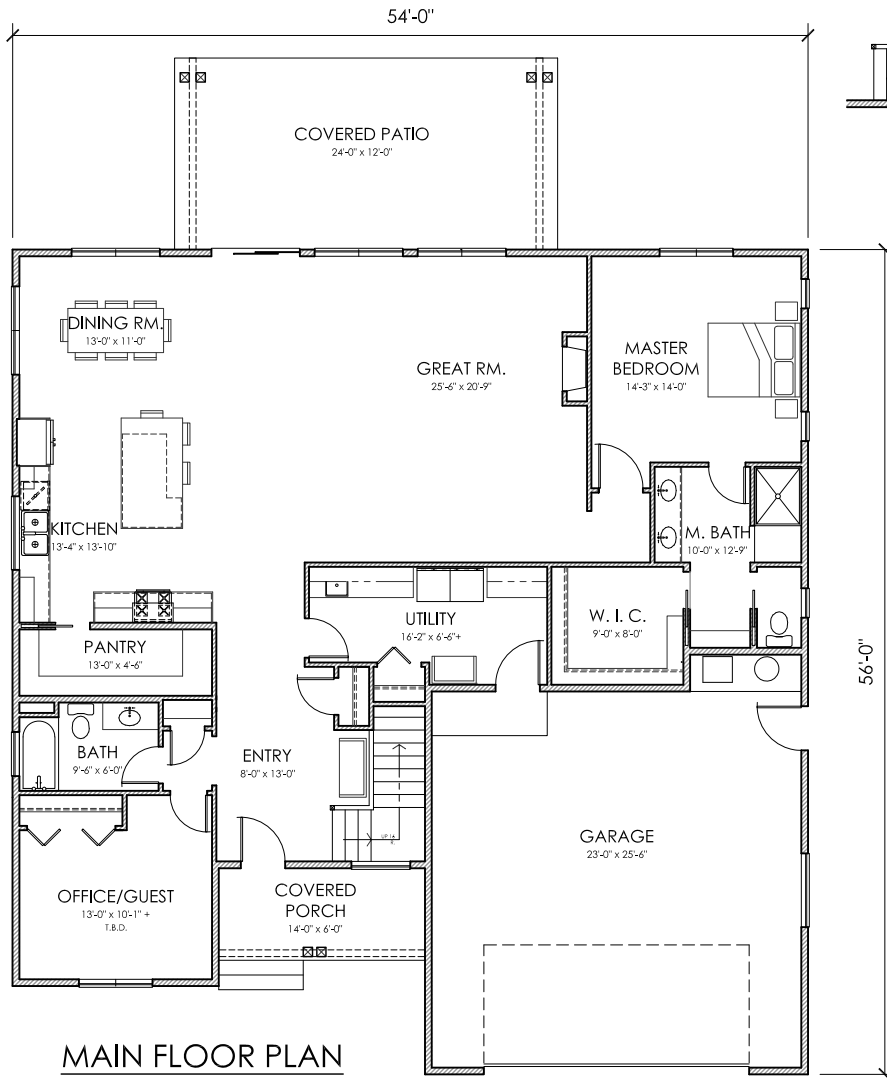 54'-0"
COVERED PATIO
24'-0" x 12'-0"
DINING RM.
13'-0" x 11'-0"
GREAT RM.
25'-6" x 20'-9"
MASTER
BEDROOM
14'-3" x 14'-0"
KITCHEN
13'-4" x 13'-10"
M. BATH
10'-0" x 12'-9"
UTILITY
16'-2" x 6'-6"+
W. I. C.
9'-0" x 8'-0"
PANTRY
13'-0" x 4'-6"
56'-0"
BATH
9'-6" x 6'-0"
ENTRY
8'-0" x 13'-0"
UP 16
GARAGE
23'-0" x 25'-6"
OFFICE/GUEST
13'-0" x 10'-1" +
T.B.D.
COVERED
PORCH
14'-0" x 6'-0"
MAIN FLOOR PLAN